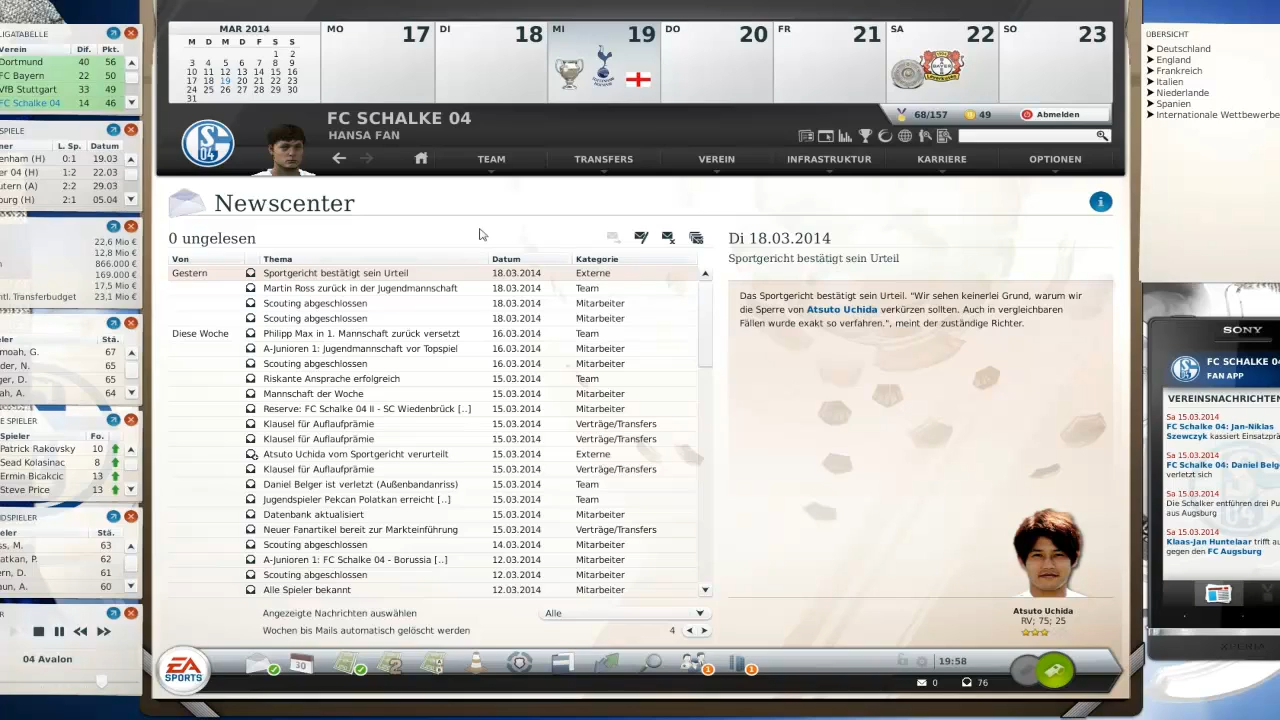 LIGATABELLE
Verein Dif. Pkt.
Dortmund 40 56
FC Bayern 22 50
VfB Stuttgart 33 49
FC Schalke 04 14 46
SPIELE
L. Sp. Datum
enham (H) 0:1 19.03
er 04 (H) 1:2 22.03
utern (A) 2:2 29.03
burg (H) 2:1 05.04
22,6 Mio €
12,8 Mio €
866.000 €
169.000 €
17,5 Mio €
ntl. Transferbudget 23,1 Mio €
ler Stä.
moah, G. 67
der, N. 65
ger, D. 65
ah, A. 64
E SPIELER
Spieler Fo.
Patrick Rakovsky 10
Sead Kolasinac 8
Ermin Bicakcic 13
Steve Price 13
NDSPIELER
eler Stä.
ss, M. 63
atkan, P. 62
ern, D. 61
aun, A. 60
R
04 Avalon
MAR 2014
M D M D F S S
1 2
3 4 5 6 7 8 9
10 11 12 13 14 15 16
17 18 19 20 21 22 23
24 25 26 27 28 29 30
31
MO 17
DI 18
MI 19
DO 20
FR 21
SA 22
SO 23
FC SCHALKE 04
HANSA FAN
68/157 49 Abmelden
TEAM TRANSFERS VEREIN INFRASTRUKTUR KARRIERE OPTIONEN
Newscenter
0 ungelesen
Von Thema Datum Kategorie
Gestern Sportgericht bestätigt sein Urteil 18.03.2014 Externe
Martin Ross zurück in der Jugendmannschaft 18.03.2014 Team
Scouting abgeschlossen 18.03.2014 Mitarbeiter
Scouting abgeschlossen 18.03.2014 Mitarbeiter
Diese Woche Philipp Max in 1. Mannschaft zurück versetzt 16.03.2014 Team
A-Junioren 1: Jugendmannschaft vor Topspiel 16.03.2014 Mitarbeiter
Scouting abgeschlossen 16.03.2014 Mitarbeiter
Riskante Ansprache erfolgreich 15.03.2014 Team
Mannschaft der Woche 15.03.2014 Mitarbeiter
Reserve: FC Schalke 04 II - SC Wiedenbrück [..] 15.03.2014 Mitarbeiter
Klausel für Auflaufprämie 15.03.2014 Verträge/Transfers
Klausel für Auflaufprämie 15.03.2014 Verträge/Transfers
Atsuto Uchida vom Sportgericht verurteilt 15.03.2014 Externe
Klausel für Auflaufprämie 15.03.2014 Verträge/Transfers
Daniel Belger ist verletzt (Außenbandanriss) 15.03.2014 Team
Jugendspieler Pekcan Polatkan erreicht [..] 15.03.2014 Team
Datenbank aktualisiert 15.03.2014 Mitarbeiter
Neuer Fanartikel bereit zur Markteinführung 15.03.2014 Verträge/Transfers
Scouting abgeschlossen 14.03.2014 Mitarbeiter
A-Junioren 1: FC Schalke 04 - Borussia [..] 12.03.2014 Mitarbeiter
Scouting abgeschlossen 12.03.2014 Mitarbeiter
Alle Spieler bekannt 12.03.2014 Mitarbeiter
Angezeigte Nachrichten auswählen Alle
Wochen bis Mails automatisch gelöscht werden 4
Di 18.03.2014
Sportgericht bestätigt sein Urteil
Das Sportgericht bestätigt sein Urteil. "Wir sehen keinerlei Grund, warum wir
die Sperre von Atsuto Uchida verkürzen sollten. Auch in vergleichbaren
Fällen wurde exakt so verfahren.", meint der zuständige Richter.
Atsuto Uchida
RV; 75; 25
EA
SPORTS
30
1
1
19:58
0 76
ÜBERSICHT
Deutschland
England
Frankreich
Italien
Niederlande
Spanien
Internationale Wettbewerbe
SONY
FC SCHALKE 04
FAN APP
VEREINSNACHRICHTEN
Sa 15.03.2014
FC Schalke 04: Jan-Niklas
Szewczyk kassiert Einsatzprä
Sa 15.03.2014
FC Schalke 04: Daniel Belge
verletzt sich
Sa 15.03.2014
Die Schalker entführen drei Pu
aus Augsburg
Sa 15.03.2014
Klaas-Jan Huntelaar trifft au
gegen den FC Augsburg
XPERIA